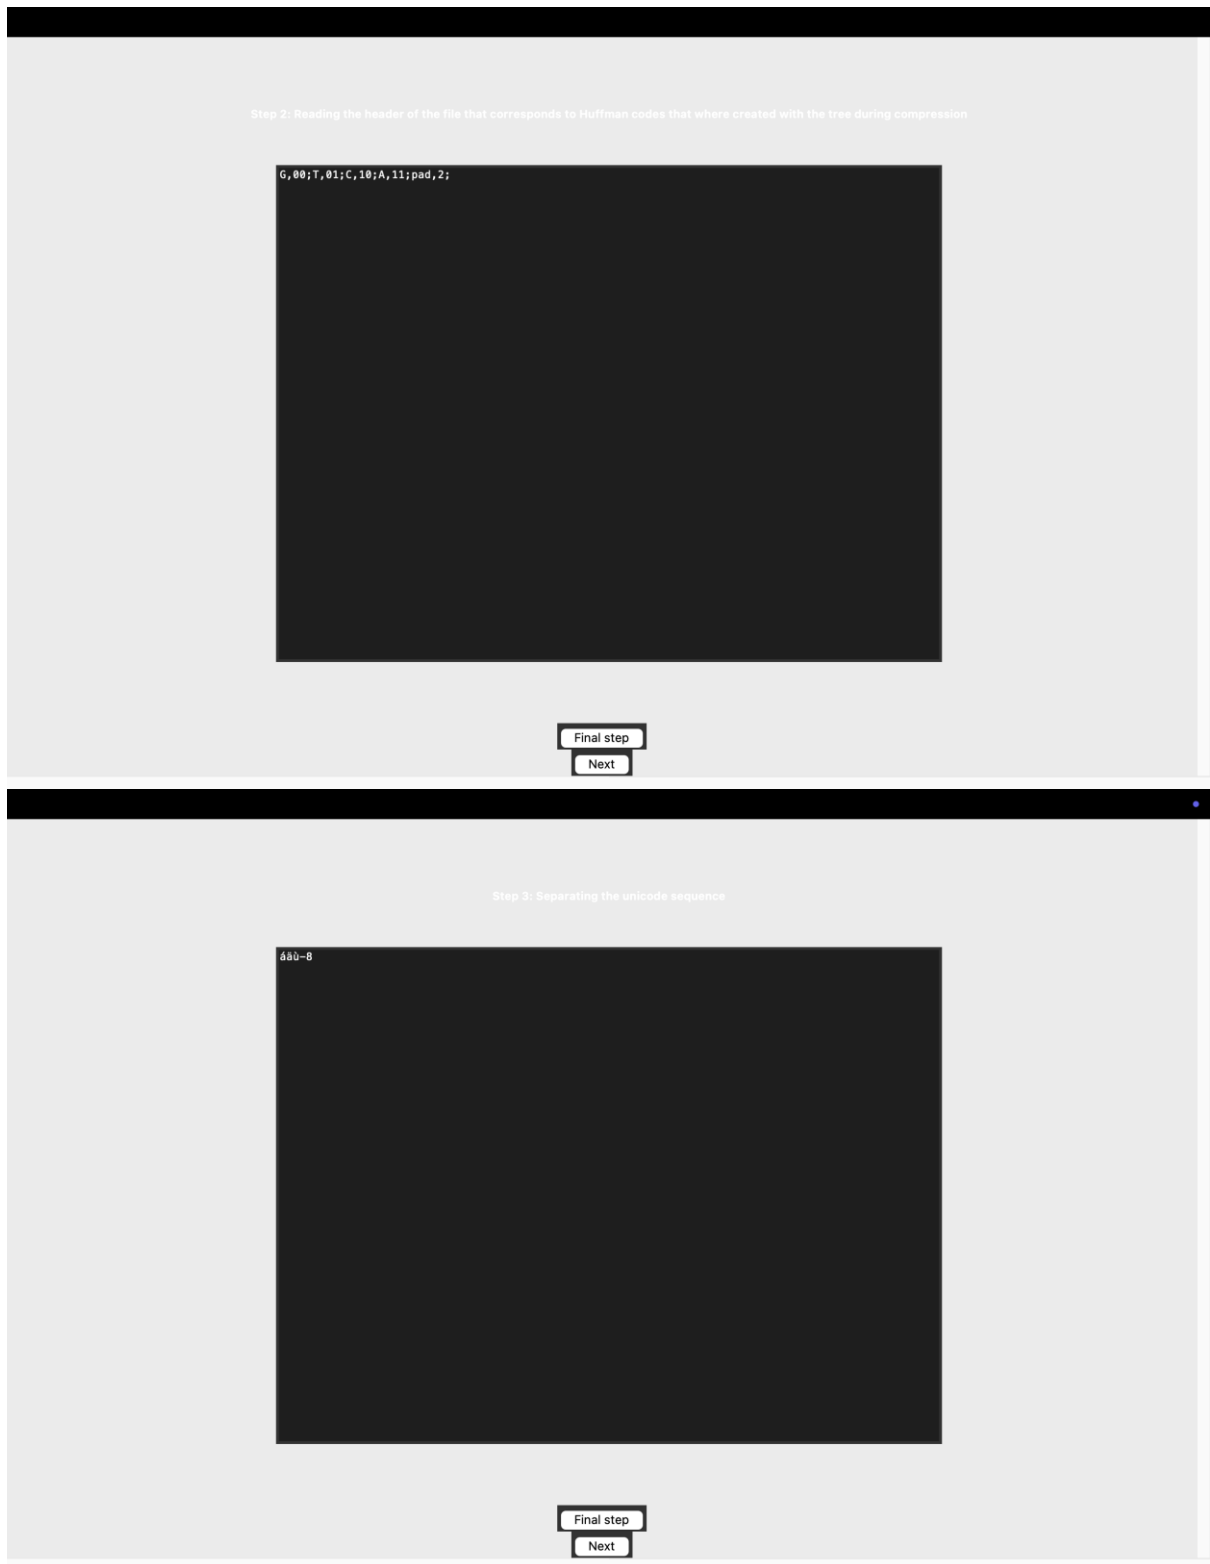 Step 2: Reading the header of the file that corresponds to Huffman codes that where created with the tree during compression
G,00;T,01;C,10;A,11;pad,2;
Final step
Next
Step 3: Separating the unicode sequence
áäù–8
Final step
Next